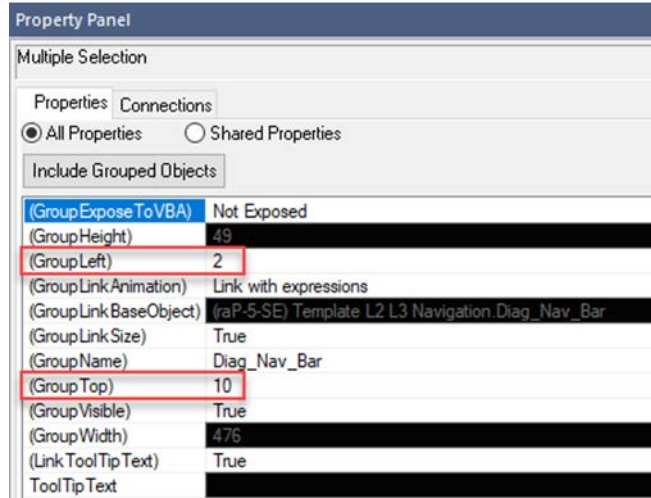 Property Panel
Multiple Selection
Properties Connections
All Properties Shared Properties
Include Grouped Objects
(GroupExposeToVBA) Not Exposed
(GroupHeight) 49
(GroupLeft) 2
(GroupLinkAnimation) Link with expressions
(GroupLinkBaseObject) (raP-5-SE) Template L2 L3 Navigation.Diag_Nav_Bar
(GroupLinkSize) True
(GroupName) Diag_Nav_Bar
(GroupTop) 10
(GroupVisible) True
(GroupWidth) 476
(LinkToolTipText) True
ToolTipText